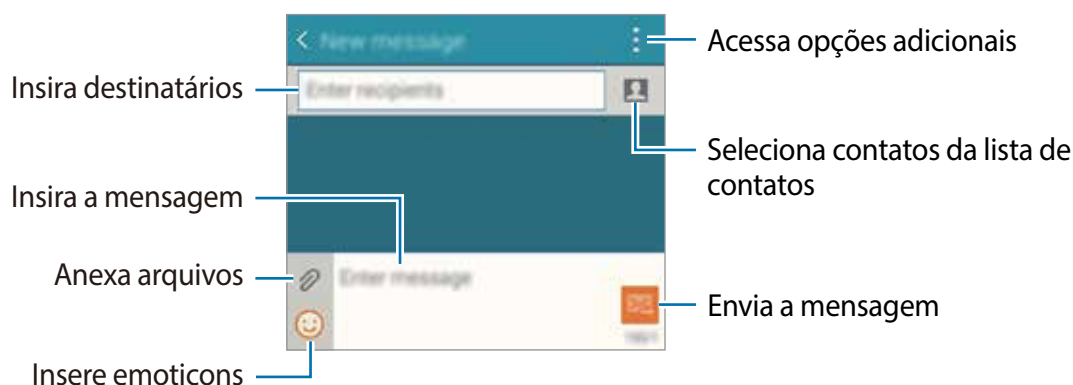 New message
Acessa opções adicionais
Insira destinatários
Enter recipients
Seleciona contatos da lista de
contatos
Insira a mensagem
Anexa arquivos
Enter message
Envia a mensagem
Insere emoticons